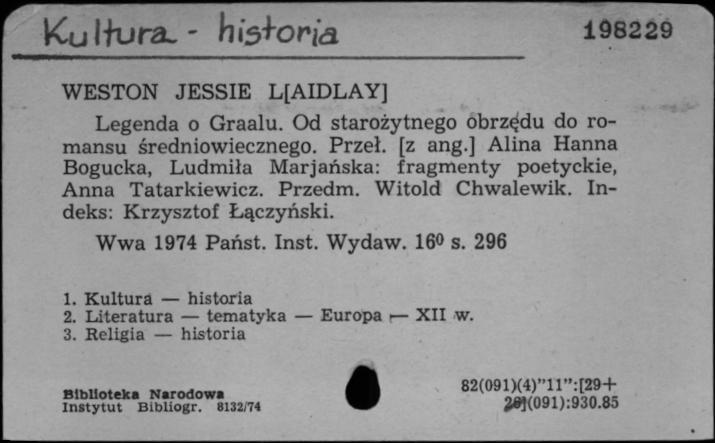 Kultura - historia 198229
WESTON JESSIE L[AIDLAY]
Legenda o Graalu. Od starożytnego obrzędu do ro-
mansu średniowiecznego. Przeł. [z ang.] Alina Hanna
Bogucka, Ludmiła Marjańska: fragmenty poetyckie,
Anna Tatarkiewicz. Przedm. Witold Chwalewik. In-
deks: Krzysztof Łączyński.
Wwa 1974 Państ. Inst. Wydaw. 16⁰ s. 296
1. Kultura — historia
2. Literatura — tematyka — Europa — XII w.
3. Religia — historia
Biblioteka Narodowa
Instytut Bibliogr. 8132/74
82(091)(4)"11":[29+
(091):930.85